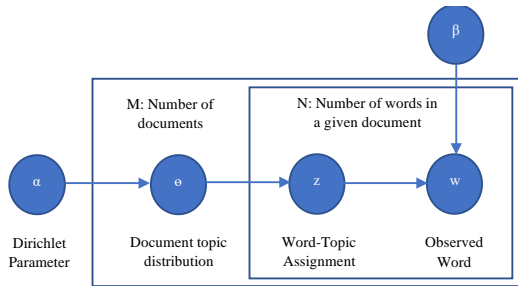 β
M: Number of
documents
N: Number of words in
a given document
α
ɵ
z
w
Dirichlet
Parameter
Document topic
distribution
Word-Topic
Assignment
Observed
Word